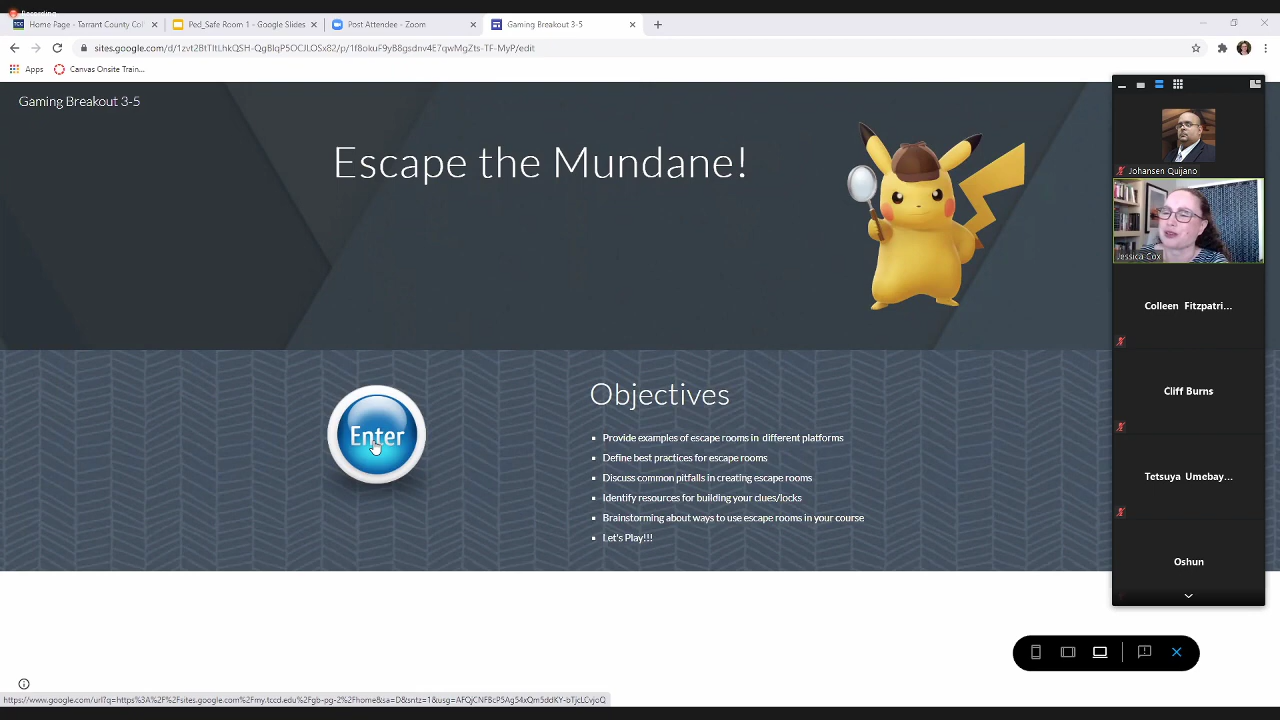 Recording
Home Page - Tarrant County Coll
Ped_Safe Room 1 - Google Slides
Post Attendee - Zoom
Gaming Breakout 3-5
Apps
Canvas Onsite Train...
Gaming Breakout 3-5
Escape the Mundane!
Johansen Quijano
Jessica Cox
Colleen Fitzpatri...
Cliff Burns
Tetsuya Umebay...
Oshun
Enter
Objectives
Provide examples of escape rooms in different platforms
Define best practices for escape rooms
Discuss common pitfalls in creating escape rooms
Identify resources for building your clues/locks
Brainstorming about ways to use escape rooms in your course
Let's Play!!!